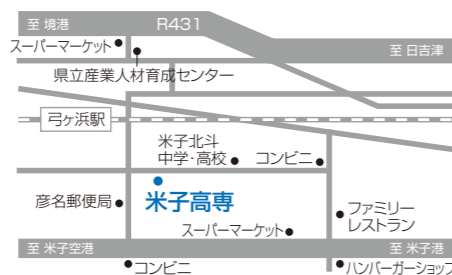 至 境港
R431
スーパーマーケット
至 日吉津
県立産業人材育成センター
弓ヶ浜駅
米子北斗
中学・高校
コンビニ
彦名郵便局
米子高専
ファミリー
レストラン
スーパーマーケット
至 米子空港
至 米子港
コンビニ
ハンバーガーショップ